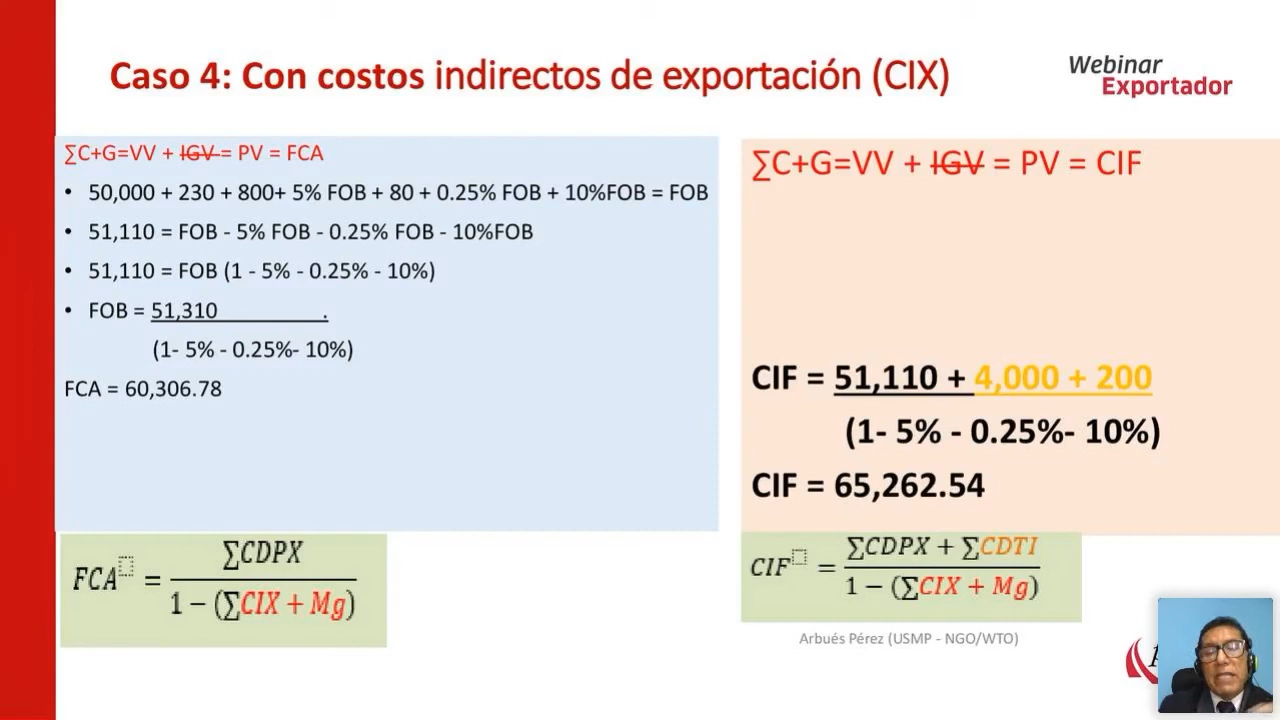 Caso 4: Con costos indirectos de exportación (CIX)
Webinar
Exportador
∑C+G=VV + IGV = PV = FCA
• 50,000 + 230 + 800+ 5% FOB + 80 + 0.25% FOB + 10%FOB = FOB
• 51,110 = FOB - 5% FOB - 0.25% FOB - 10%FOB
• 51,110 = FOB (1 - 5% - 0.25% - 10%)
• FOB = 51,310 .
(1- 5% - 0.25%- 10%)
FCA = 60,306.78
FCA = ∑CDPX
1 − (∑CIX + Mg)
∑C+G=VV + IGV = PV = CIF
CIF = 51,110 + 4,000 + 200
(1- 5% - 0.25%- 10%)
CIF = 65,262.54
CIF = ∑CDPX + ∑CDTI
1 − (∑CIX + Mg)
Arbués Pérez (USMP - NGO/WTO)